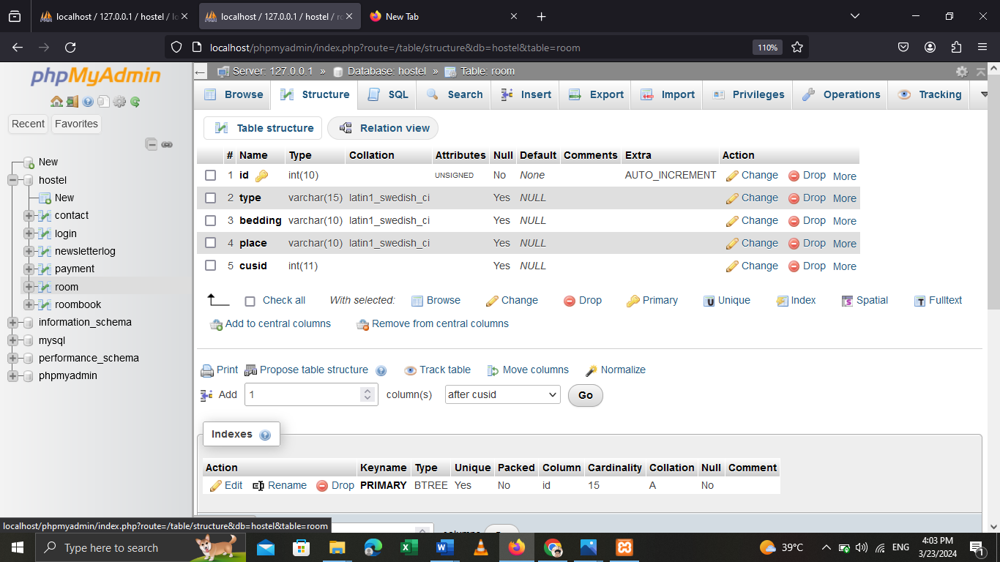 localhost / 127.0.0.1 / hostel / lo
localhost / 127.0.0.1 / hostel / ro
New Tab
localhost/phpmyadmin/index.php?route=/table/structure&db=hostel&table=room
110%
phpMyAdmin
Recent
Favorites
New
hostel
New
contact
login
newsletterlog
payment
room
roombook
information_schema
mysql
performance_schema
phpmyadmin
Server: 127.0.0.1 » Database: hostel » Table: room
Browse Structure SQL Search Insert Export Import Privileges Operations Tracking
Table structure Relation view
# Name Type Collation Attributes Null Default Comments Extra Action
1 id int(10) UNSIGNED No None AUTO_INCREMENT Change Drop More
2 type varchar(15) latin1_swedish_ci Yes NULL Change Drop More
3 bedding varchar(10) latin1_swedish_ci Yes NULL Change Drop More
4 place varchar(10) latin1_swedish_ci Yes NULL Change Drop More
5 cusid int(11) Yes NULL Change Drop More
Check all With selected: Browse Change Drop Primary Unique Index Spatial Fulltext
Add to central columns Remove from central columns
Print Propose table structure Track table Move columns Normalize
Add 1 column(s) after cusid Go
Indexes
Action Keyname Type Unique Packed Column Cardinality Collation Null Comment
Edit Rename Drop PRIMARY BTREE Yes No id 15 A No
localhost/phpmyadmin/index.php?route=/table/structure&db=hostel&table=room
Type here to search
39°C
ENG
4:03 PM
3/23/2024
1